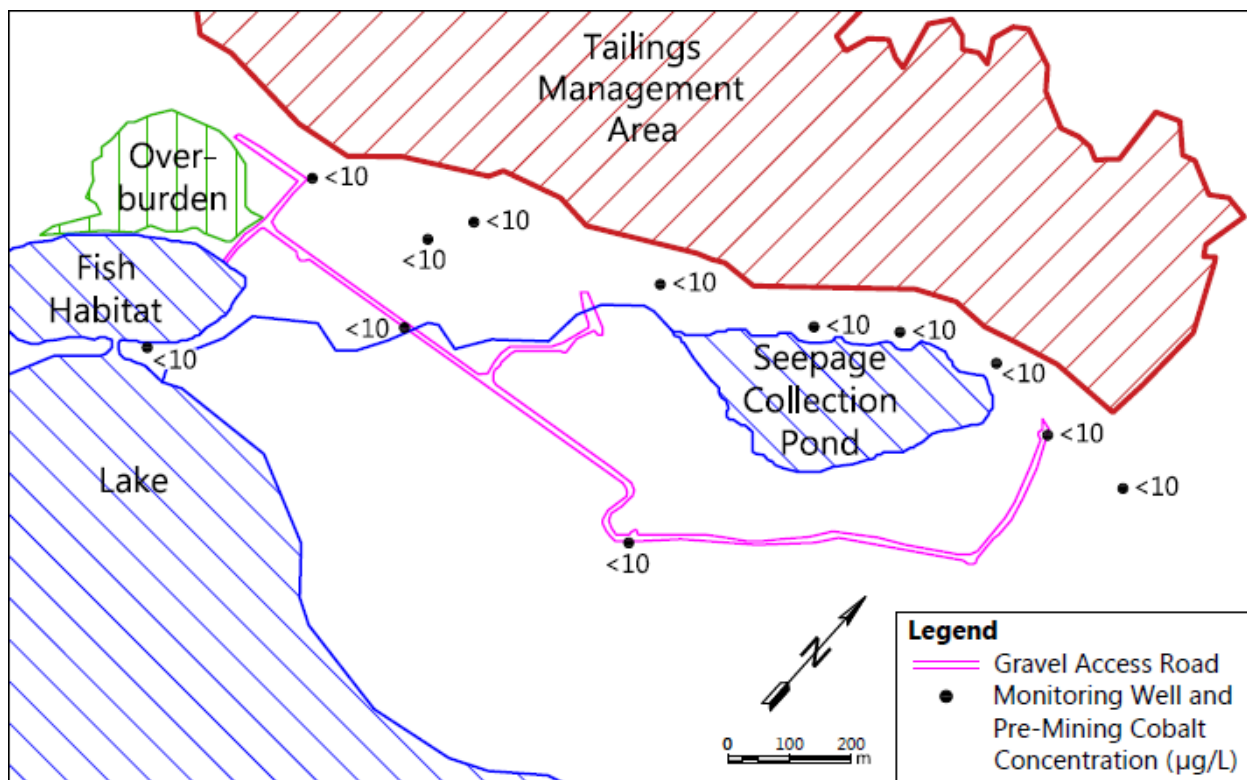 Tailings
Management
Area
Over-
burden
<10
<10
<10
Fish
Habitat
<10
<10
<10
<10
<10
<10
Seepage
Collection
Pond
<10
<10
Lake
<10
<10
N
0 100 200
m
Legend
Gravel Access Road
Monitoring Well and
Pre-Mining Cobalt
Concentration (µg/L)